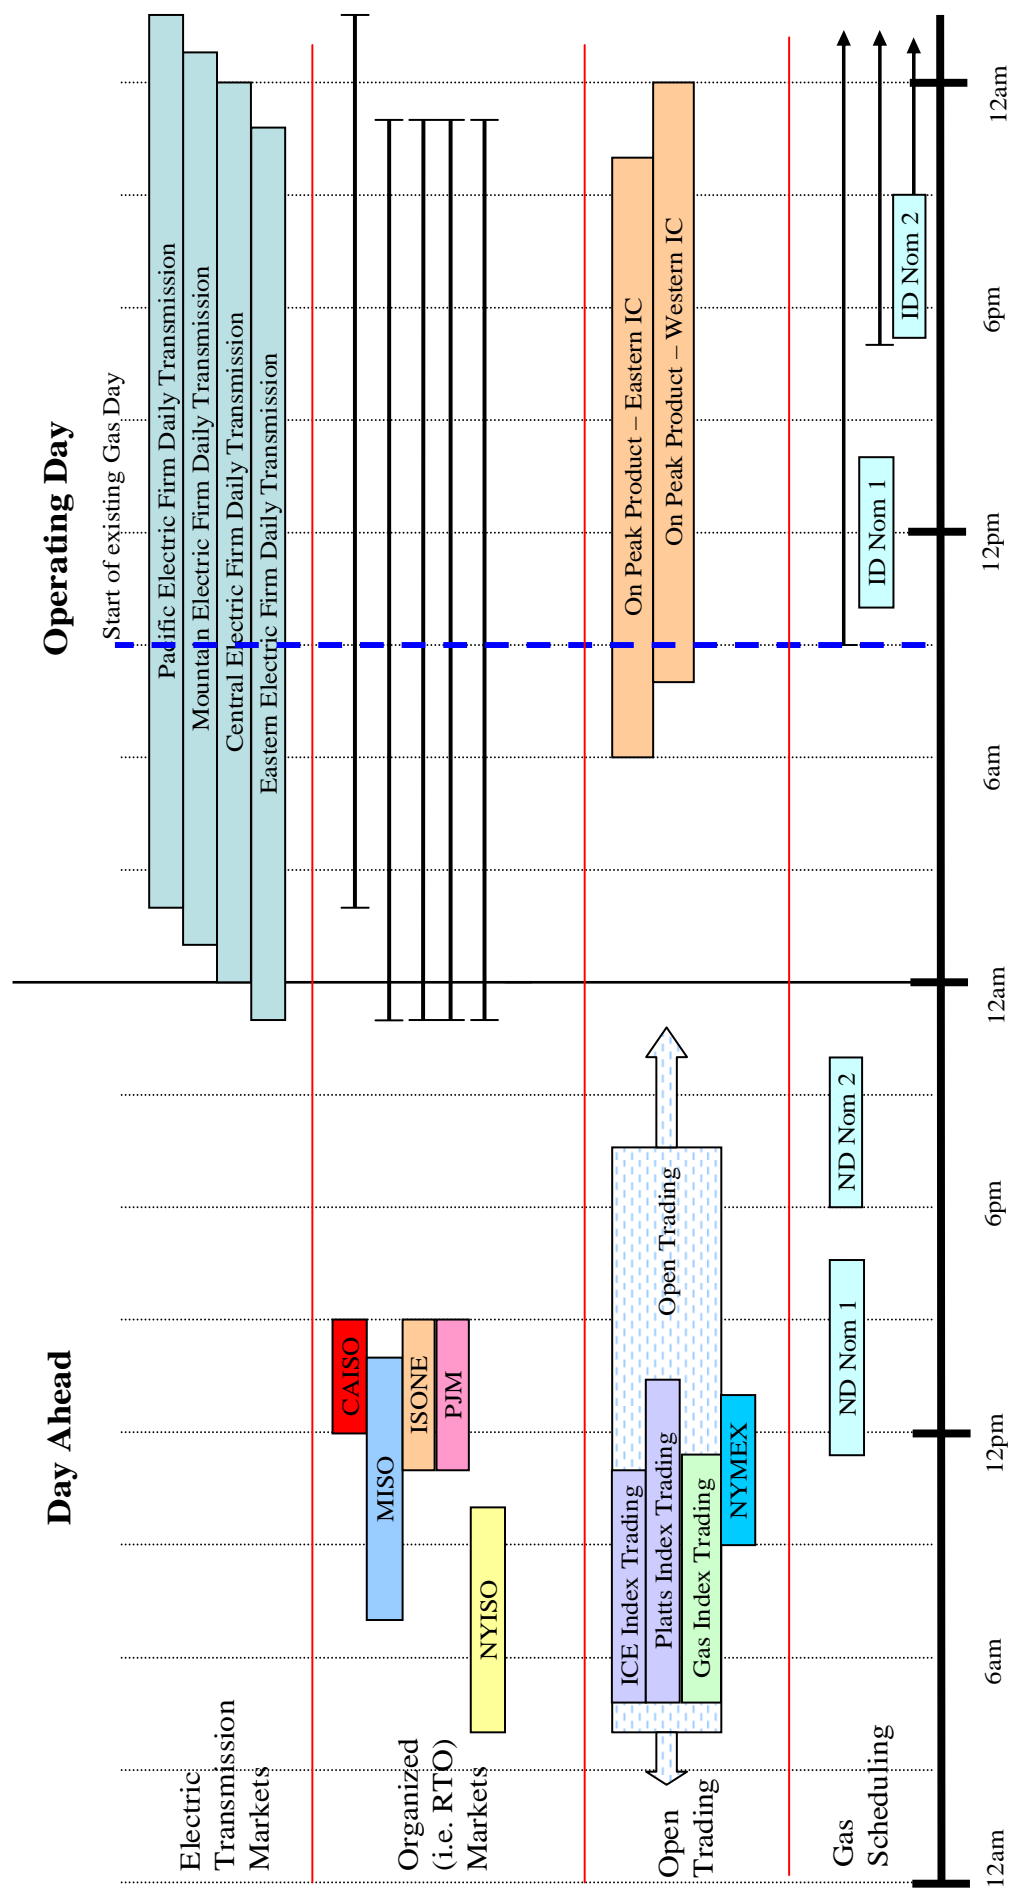 Day Ahead
Operating Day
Start of existing Gas Day
Electric
Transmission
Markets
Pacific Electric Firm Daily Transmission
Mountain Electric Firm Daily Transmission
Central Electric Firm Daily Transmission
Eastern Electric Firm Daily Transmission
Organized
(i.e. RTO)
Markets
CAISO
MISO
ISONE
PJM
NYISO
Open
Trading
ICE Index Trading
Platts Index Trading
Gas Index Trading
NYMEX
Open Trading
On Peak Product – Eastern IC
On Peak Product – Western IC
Gas
Scheduling
ND Nom 1
ND Nom 2
ID Nom 1
ID Nom 2
12am
6am
12pm
6pm
12am
6am
12pm
6pm
12am